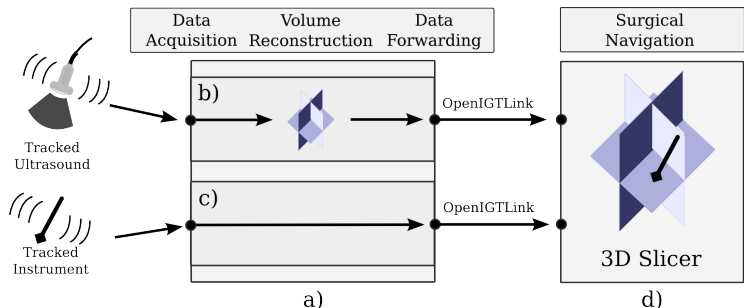 Data Acquisition
Volume Reconstruction
Data Forwarding
Surgical Navigation
b)
OpenIGTLink
Tracked
Ultrasound
c)
OpenIGTLink
Tracked
Instrument
3D Slicer
a)
d)